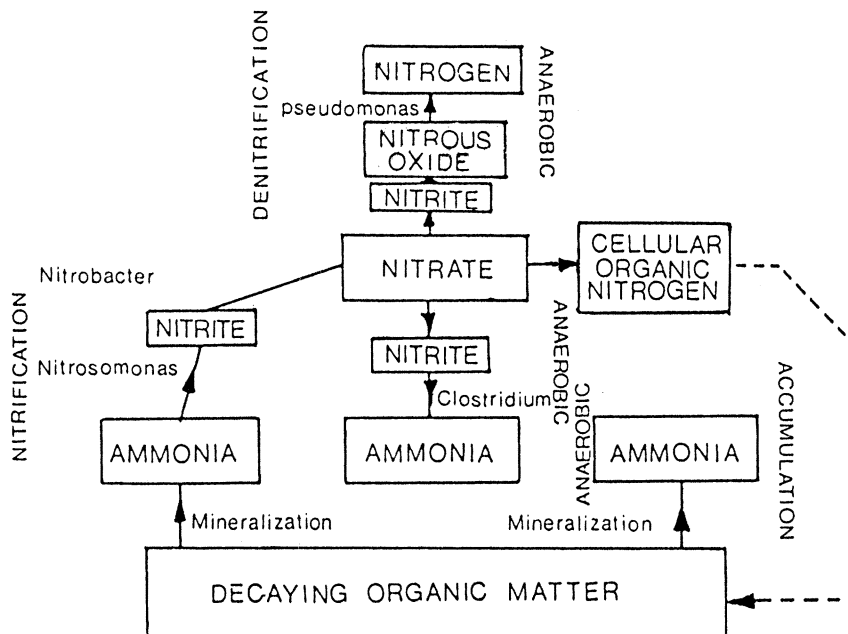 DENITRIFICATION
NITROGEN
ANAEROBIC
pseudomonas
NITROUS
OXIDE
NITRITE
NITRATE
CELLULAR
ORGANIC
NITROGEN
Nitrobacter
NITRIFICATION
NITRITE
Nitrosomonas
NITRITE
ANAEROBIC
Clostridium
ANAEROBIC
ACCUMULATION
AMMONIA
AMMONIA
AMMONIA
Mineralization
Mineralization
DECAYING ORGANIC MATTER